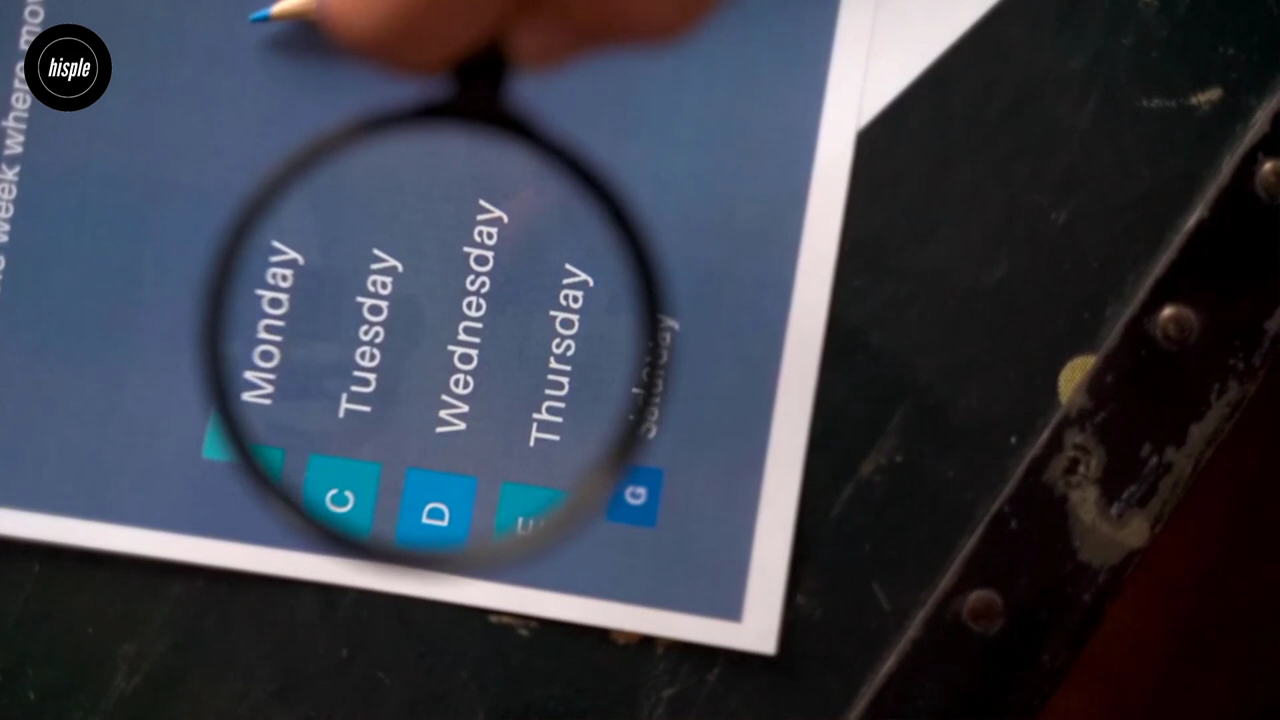 hisple
week where
Monday
C Tuesday
D Wednesday
E Thursday
G Saturday